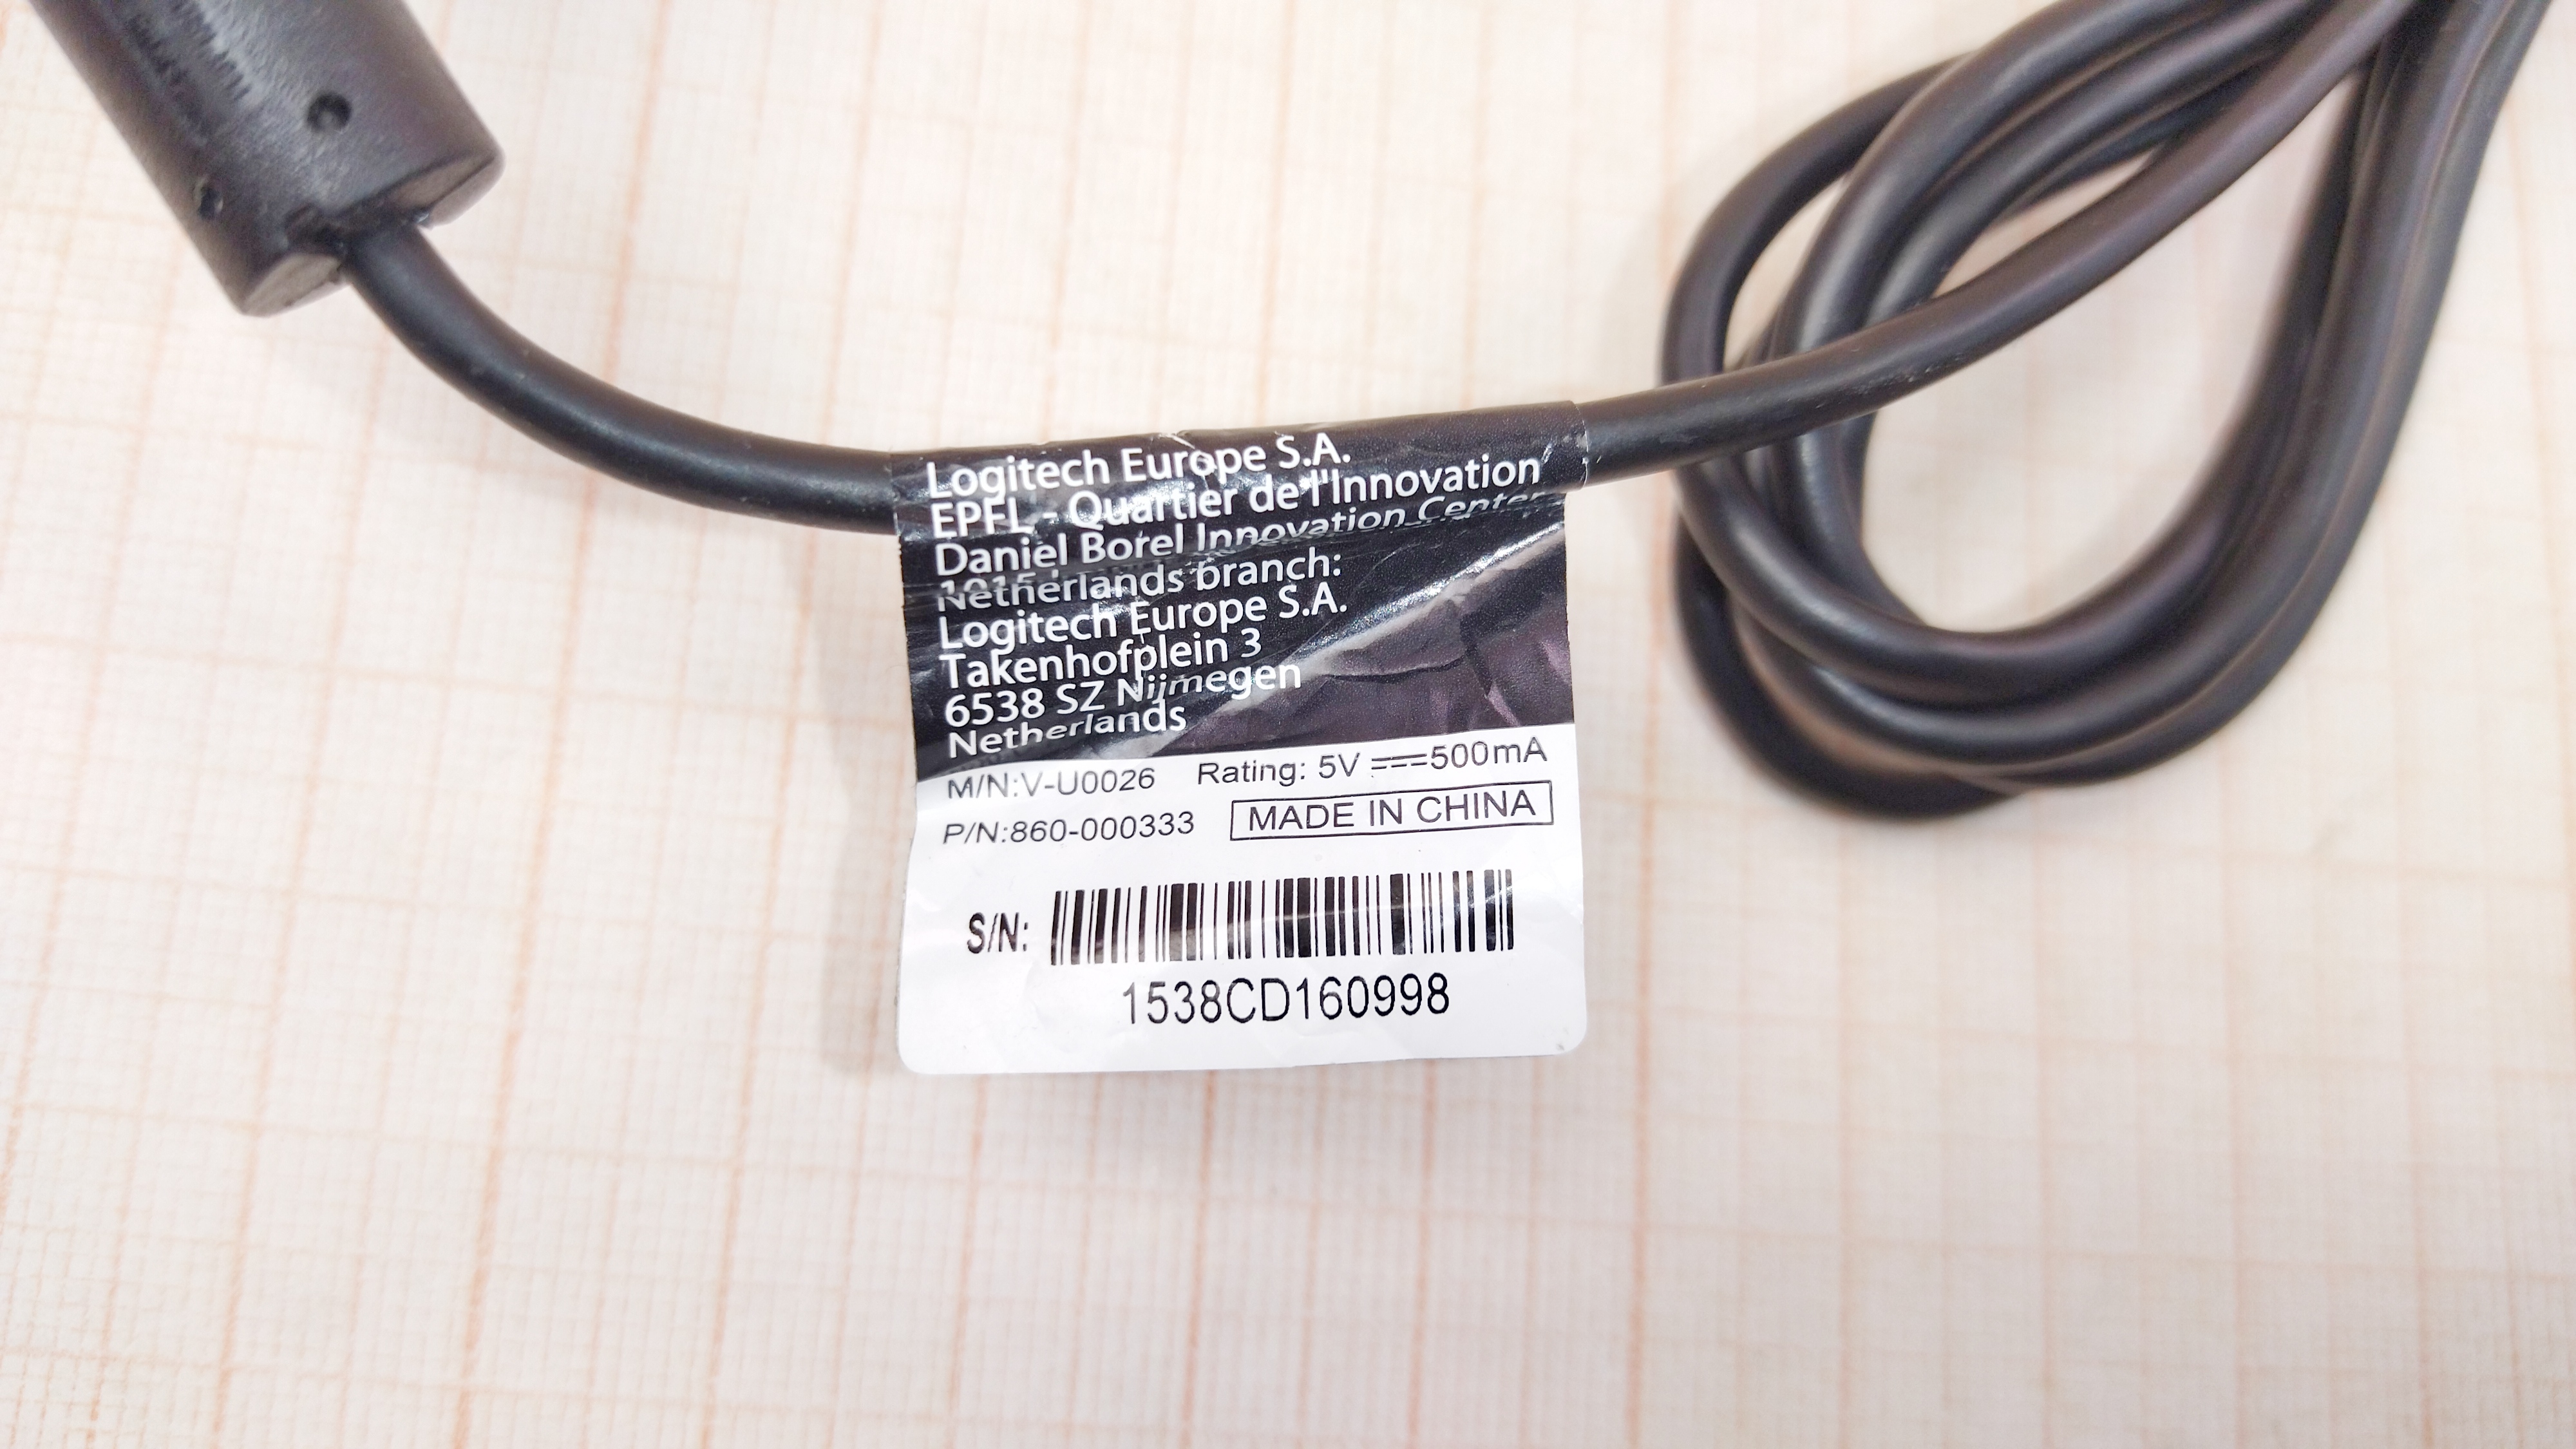 Logitech Europe S.A.
EPFL - Quartier de l'Innovation
Daniel Borel Innovation Center
Netherlands branch:
Logitech Europe S.A.
Takenhofplein 3
6538 SZ Nijmegen
Netherlands
M/N:V-U0026 Rating: 5V ⎓500mA
P/N:860-000333 MADE IN CHINA
S/N:
1538CD160998